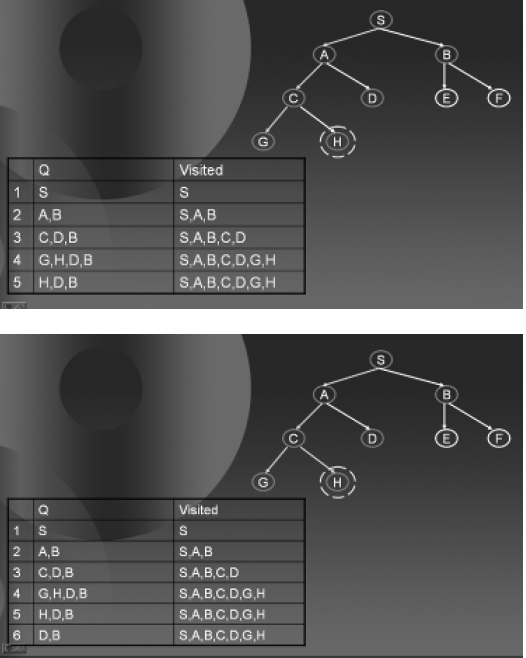 S
A B
C D E F
G H
Q Visited
1 S S
2 A,B S,A,B
3 C,D,B S,A,B,C,D
4 G,H,D,B S,A,B,C,D,G,H
5 H,D,B S,A,B,C,D,G,H
S
A B
C D E F
G H
Q Visited
1 S S
2 A,B S,A,B
3 C,D,B S,A,B,C,D
4 G,H,D,B S,A,B,C,D,G,H
5 H,D,B S,A,B,C,D,G,H
6 D,B S,A,B,C,D,G,H